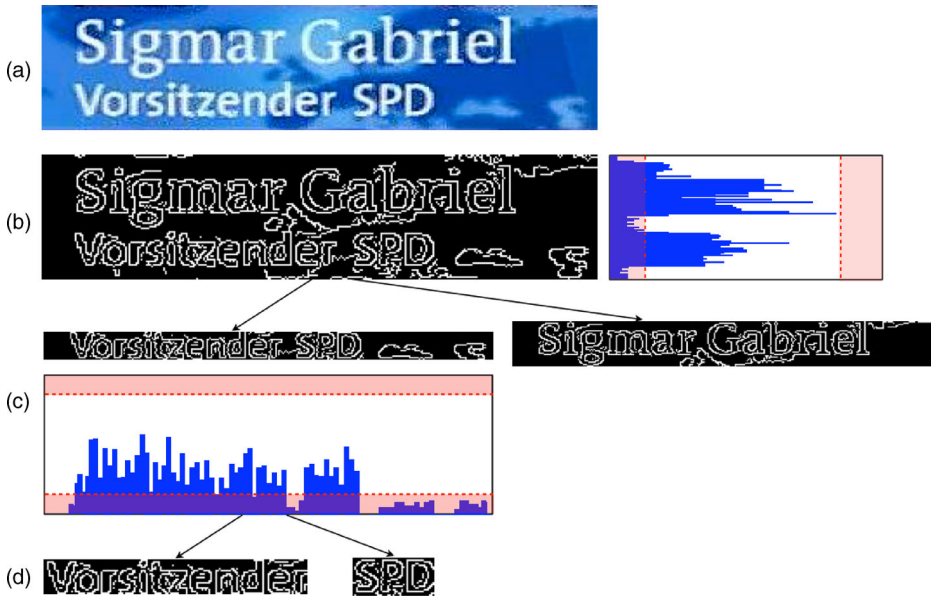 (a)
Sigmar Gabriel
Vorsitzender SPD
(b)
Sigmar Gabriel
Vorsitzender SPD
Vorsitzender SPD
Sigmar Gabriel
(c)
(d)
Vorsitzender SPD